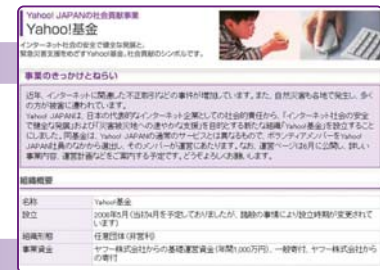 Yahoo! JAPANの社会貢献事業
Yahoo!基金
インターネット社会の安全で健全な発展と、
緊急災害支援をめざすYahoo!基金。社会貢献のシンボルです。
事業のきっかけとねらい
近年、インターネットに関連した不正取引などの事件が増加しています。また、自然災害も各地で発生し、多く
の方が被害に遭われています。
Yahoo! JAPANは、日本の代表的なインターネット企業としての社会的責任から、「インターネット社会の安全
で健全な発展」および「災害被災地への速やかな支援」を目的とする新たな組織「Yahoo!基金」を設立すること
にしました。同基金は、Yahoo! JAPANの通常のサービスとは異なるもので、ボランティアメンバーをYahoo!
JAPAN社員のなかから選出し、そのメンバーが運営にあたります。なお、運営ページは6月に公開し、詳しい
事業内容、運営計画などをご案内する予定です。どうぞよろしくお願いします。
組織概要
名称 Yahoo!基金
設立 2006年5月(当初4月を予定しておりましたが、諸般の事情により設立時期が変更されて
います)
組織形態 任意団体(非営利)
事業資金 ヤフー株式会社からの基礎運営資金(年間1,000万円)、一般寄付、ヤフー株式会社から
の寄付